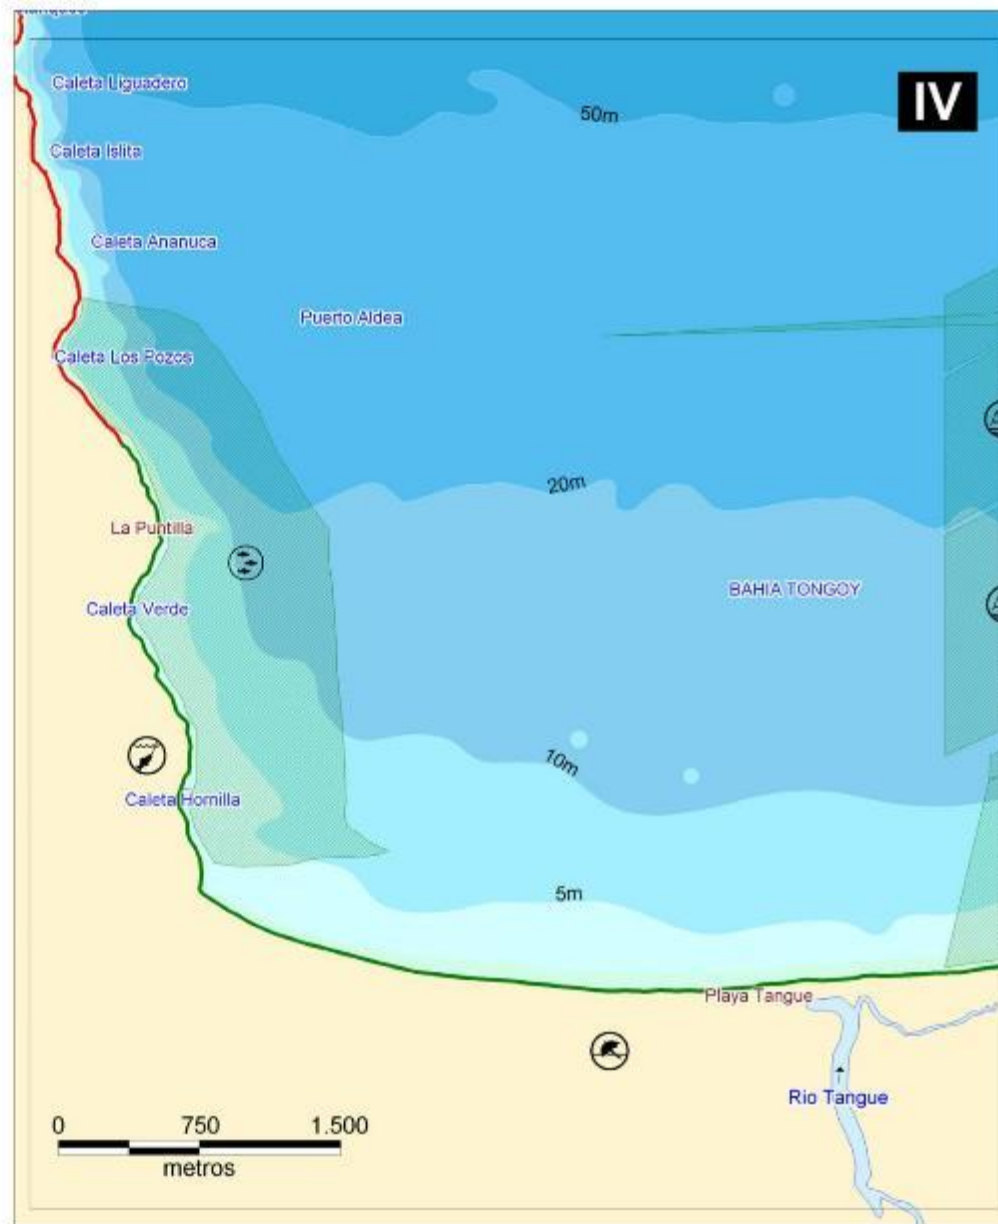 Caleta Liguadero
IV
50m
Caleta Islita
Caleta Ananuca
Puerto Aldea
Caleta Los Pozos
20m
La Puntilla
BAHIA TONGOY
Caleta Verde
10m
Caleta Hornilla
5m
Playa Tangue
Rio Tangue
0 750 1.500
metros